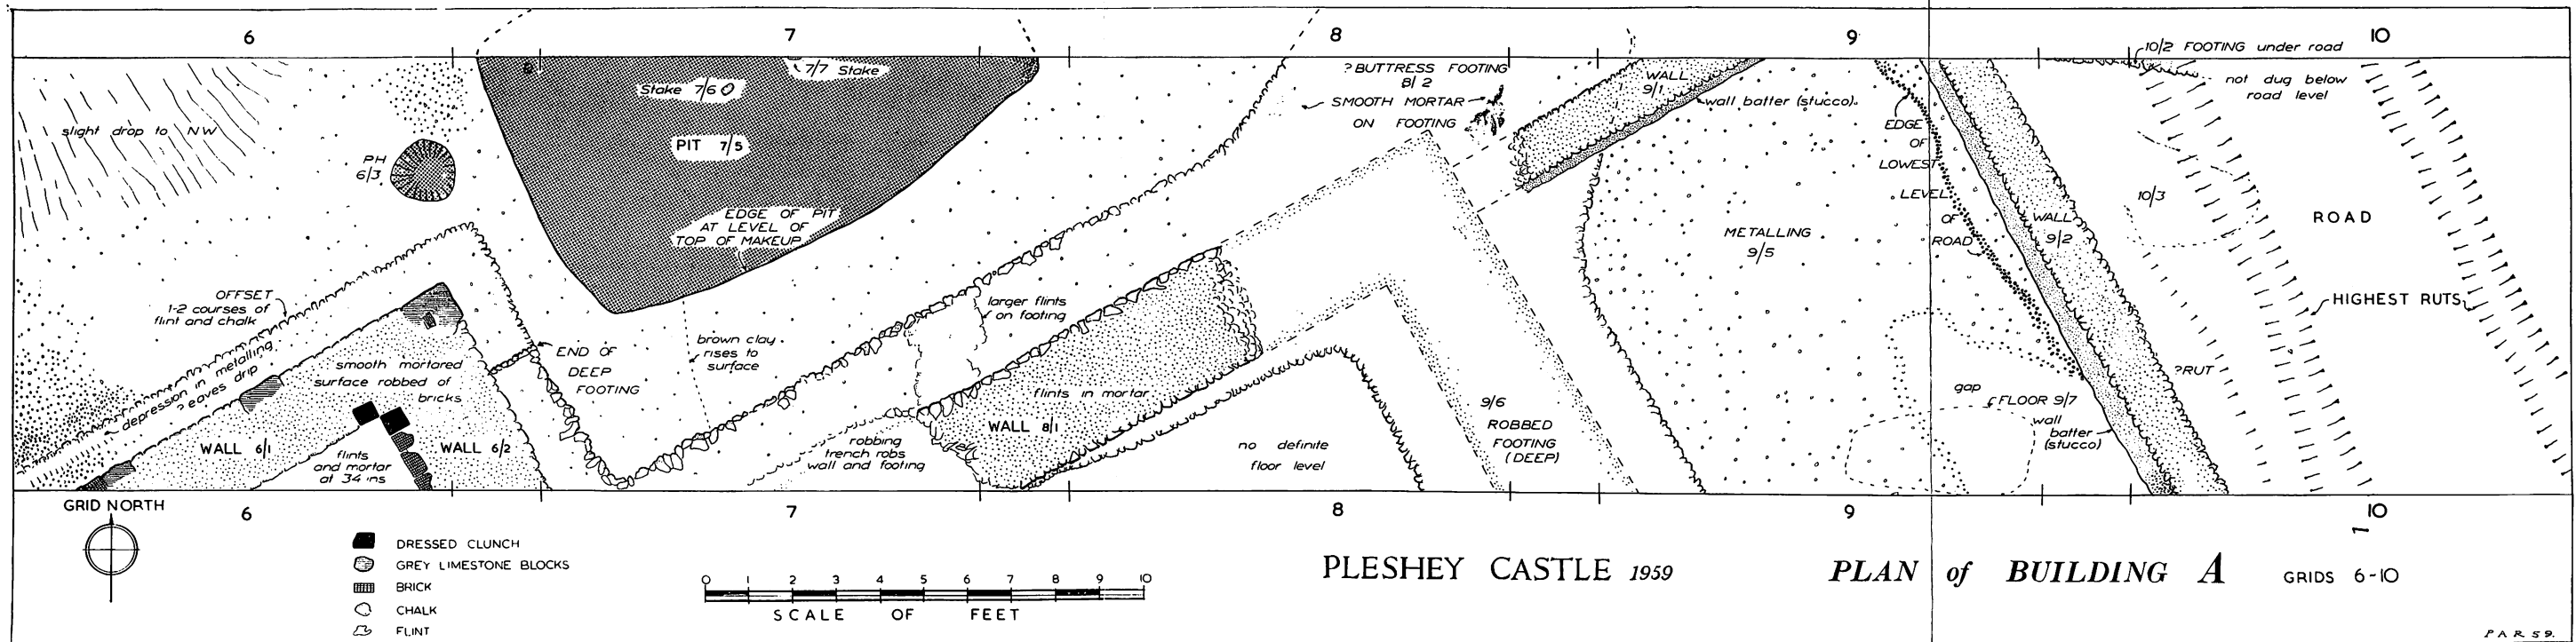 6 7 8 9 10
slight drop to NW
PH
6/3
Stake 7/6
7/7 Stake
PIT 7/5
EDGE OF PIT
AT LEVEL OF
TOP OF MAKEUP
OFFSET
1-2 courses of
flint and chalk
depression in metalling
? eaves drip
smooth mortared
surface robbed of
bricks
WALL 6/1
flints
and mortar
at 34 ins
WALL 6/2
END OF
DEEP
FOOTING
brown clay
rises to
surface
larger flints
on footing
robbing
trench robs
wall and footing
WALL 8/1
flints in mortar
no definite
floor level
? BUTTRESS FOOTING
8/2
SMOOTH MORTAR
ON FOOTING
WALL
9/1
wall batter (stucco)
9/6
ROBBED
FOOTING
(DEEP)
METALLING
9/5
EDGE
OF
LOWEST
LEVEL
OF
ROAD
WALL
9/2
gap
FLOOR 9/7
wall
batter
(stucco)
10/2 FOOTING under road
not dug below
road level
10/3
ROAD
HIGHEST RUTS
?RUT
6 7 8 9 10
GRID NORTH
DRESSED CLUNCH
GREY LIMESTONE BLOCKS
BRICK
CHALK
FLINT
0 1 2 3 4 5 6 7 8 9 10
SCALE OF FEET
PLESHEY CASTLE 1959
PLAN of BUILDING A GRIDS 6-10
P A R 59.